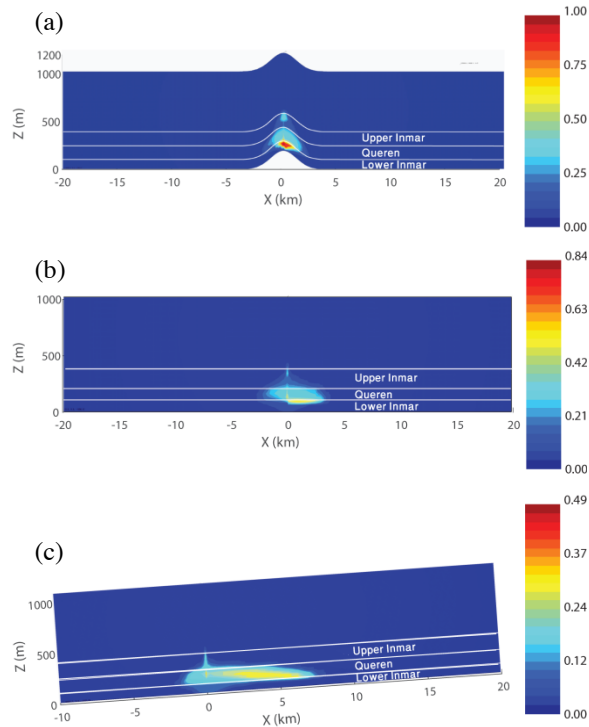 (a)
1.00
0.75
0.50
0.25
0.00
1200
1000
500
0
Z (m)
Upper Inmar
Queren
Lower Inmar
-20 -15 -10 -5 0 5 10 15 20
X (km)
(b)
0.84
0.63
0.42
0.21
0.00
1000
500
0
Z (m)
Upper Inmar
Queren
Lower Inmar
-20 -15 -10 -5 0 5 10 15 20
X (km)
(c)
0.49
0.37
0.24
0.12
0.00
1000
500
0
Z (m)
Upper Inmar
Queren
Lower Inmar
-10 -5 0 5 10 15 20
X (km)